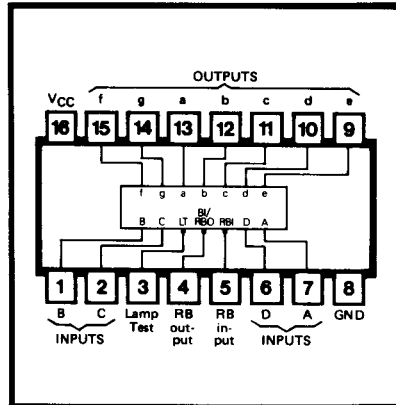 OUTPUTS
VCC f g a b c d e
16 15 14 13 12 11 10 9
f g a b c d e
BI/
B C LT RBO RBI D A
1 2 3 4 5 6 7 8
B C Lamp RB RB D A GND
Test out- in-
put put
INPUTS INPUTS